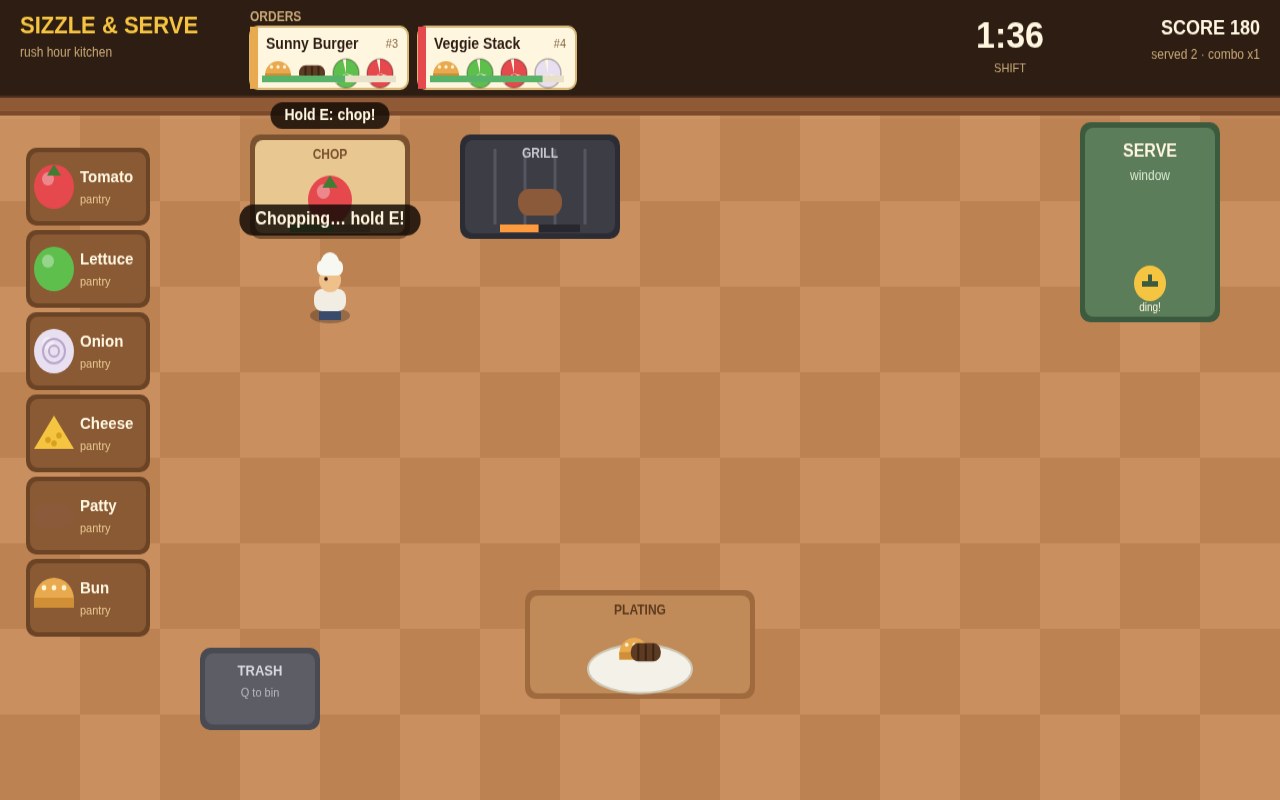 SIZZLE & SERVE
rush hour kitchen
ORDERS
Sunny Burger #3
Veggie Stack #4
1:36
SHIFT
SCORE 180
served 2 · combo x1
Hold E: chop!
CHOP
Chopping… hold E!
GRILL
SERVE
window
ding!
Tomato
pantry
Lettuce
pantry
Onion
pantry
Cheese
pantry
Patty
pantry
Bun
pantry
TRASH
Q to bin
PLATING